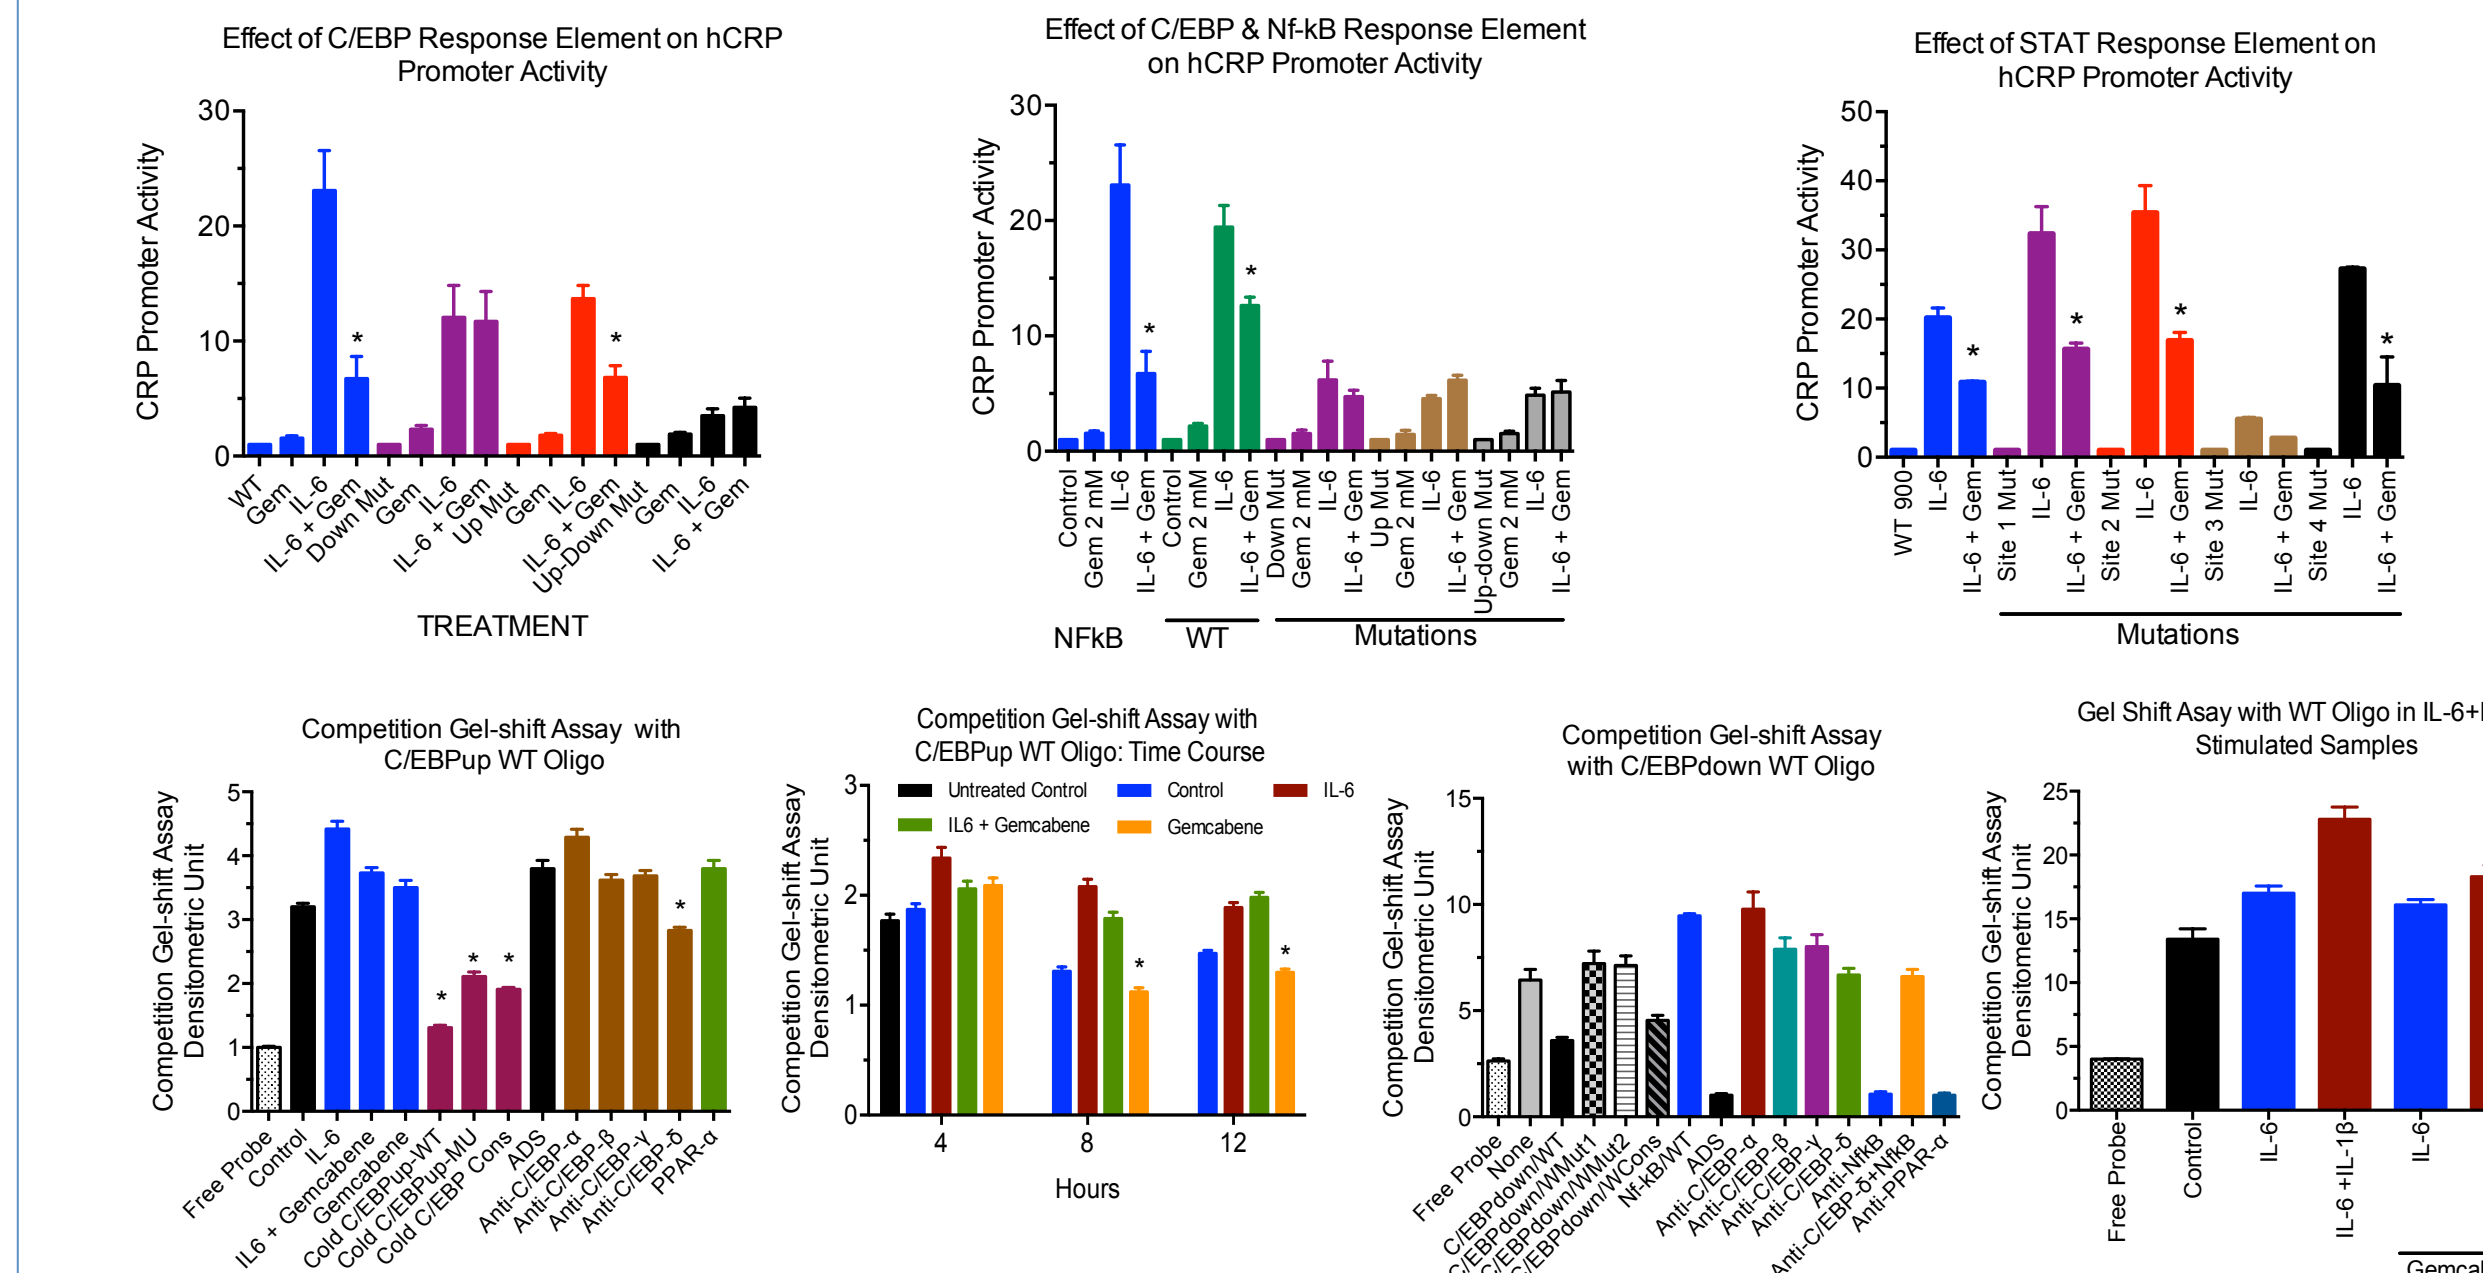 Effect of C/EBP Response Element on hCRP
Promoter Activity
CRP Promoter Activity
30
20
10
0
*
*
WT
Gem
IL-6
IL-6 + Gem
Down Mut
Gem
IL-6
IL-6 + Gem
Up Mut
Gem
IL-6
IL-6 + Gem
Up-Down Mut
Gem
IL-6
IL-6 + Gem
TREATMENT
Effect of C/EBP & Nf-kB Response Element
on hCRP Promoter Activity
CRP Promoter Activity
30
20
10
0
*
*
Control
Gem 2 mM
IL-6
IL-6 + Gem
Control
Gem 2 mM
IL-6
IL-6 + Gem
Down Mut
Gem 2 mM
IL-6
IL-6 + Gem
Up Mut
Gem 2 mM
IL-6
IL-6 + Gem
Up-down Mut
Gem 2 mM
IL-6
IL-6 + Gem
NFkB
WT
Mutations
Effect of STAT Response Element on
hCRP Promoter Activity
CRP Promoter Activity
50
40
30
20
10
0
*
*
*
*
WT 900
IL-6
IL-6 + Gem
Site 1 Mut
IL-6
IL-6 + Gem
Site 2 Mut
IL-6
IL-6 + Gem
Site 3 Mut
IL-6
IL-6 + Gem
Site 4 Mut
IL-6
IL-6 + Gem
Mutations
Competition Gel-shift Assay with
C/EBPup WT Oligo
Competition Gel-shift Assay
Densitometric Unit
5
4
3
2
1
0
*
*
*
*
Free Probe
Control
IL-6
IL6 + Gemcabene
Gemcabene
Cold C/EBPup-WT
Cold C/EBPup-MU
Cold C/EBP Cons
ADS
Anti-C/EBP-α
Anti-C/EBP-β
Anti-C/EBP-γ
Anti-C/EBP-δ
PPAR-α
Competition Gel-shift Assay with
C/EBPup WT Oligo: Time Course
Untreated Control
Control
IL-6
IL6 + Gemcabene
Gemcabene
Competition Gel-shift Assay
Densitometric Unit
3
2
1
0
*
*
4
8
12
Hours
Competition Gel-shift Assay
with C/EBPdown WT Oligo
Competition Gel-shift Assay
Densitometric Unit
15
10
5
0
Free Probe
None
C/EBPdown/WT
C/EBPdown/W/Mut1
C/EBPdown/W/Mut2
C/EBPdown/W/Cons
Nf-kB/WT
ADS
Anti-C/EBP-α
Anti-C/EBP-β
Anti-C/EBP-γ
Anti-C/EBP-δ
Anti-NfkB
Anti-C/EBP-δ+NfkB
Anti-PPAR-α
Gel Shift Asay with WT Oligo in IL-6+
Stimulated Samples
Competition Gel-shift Assay
Densitometric Unit
25
20
15
10
5
0
Free Probe
Control
IL-6
IL-6 +IL-1β
IL-6